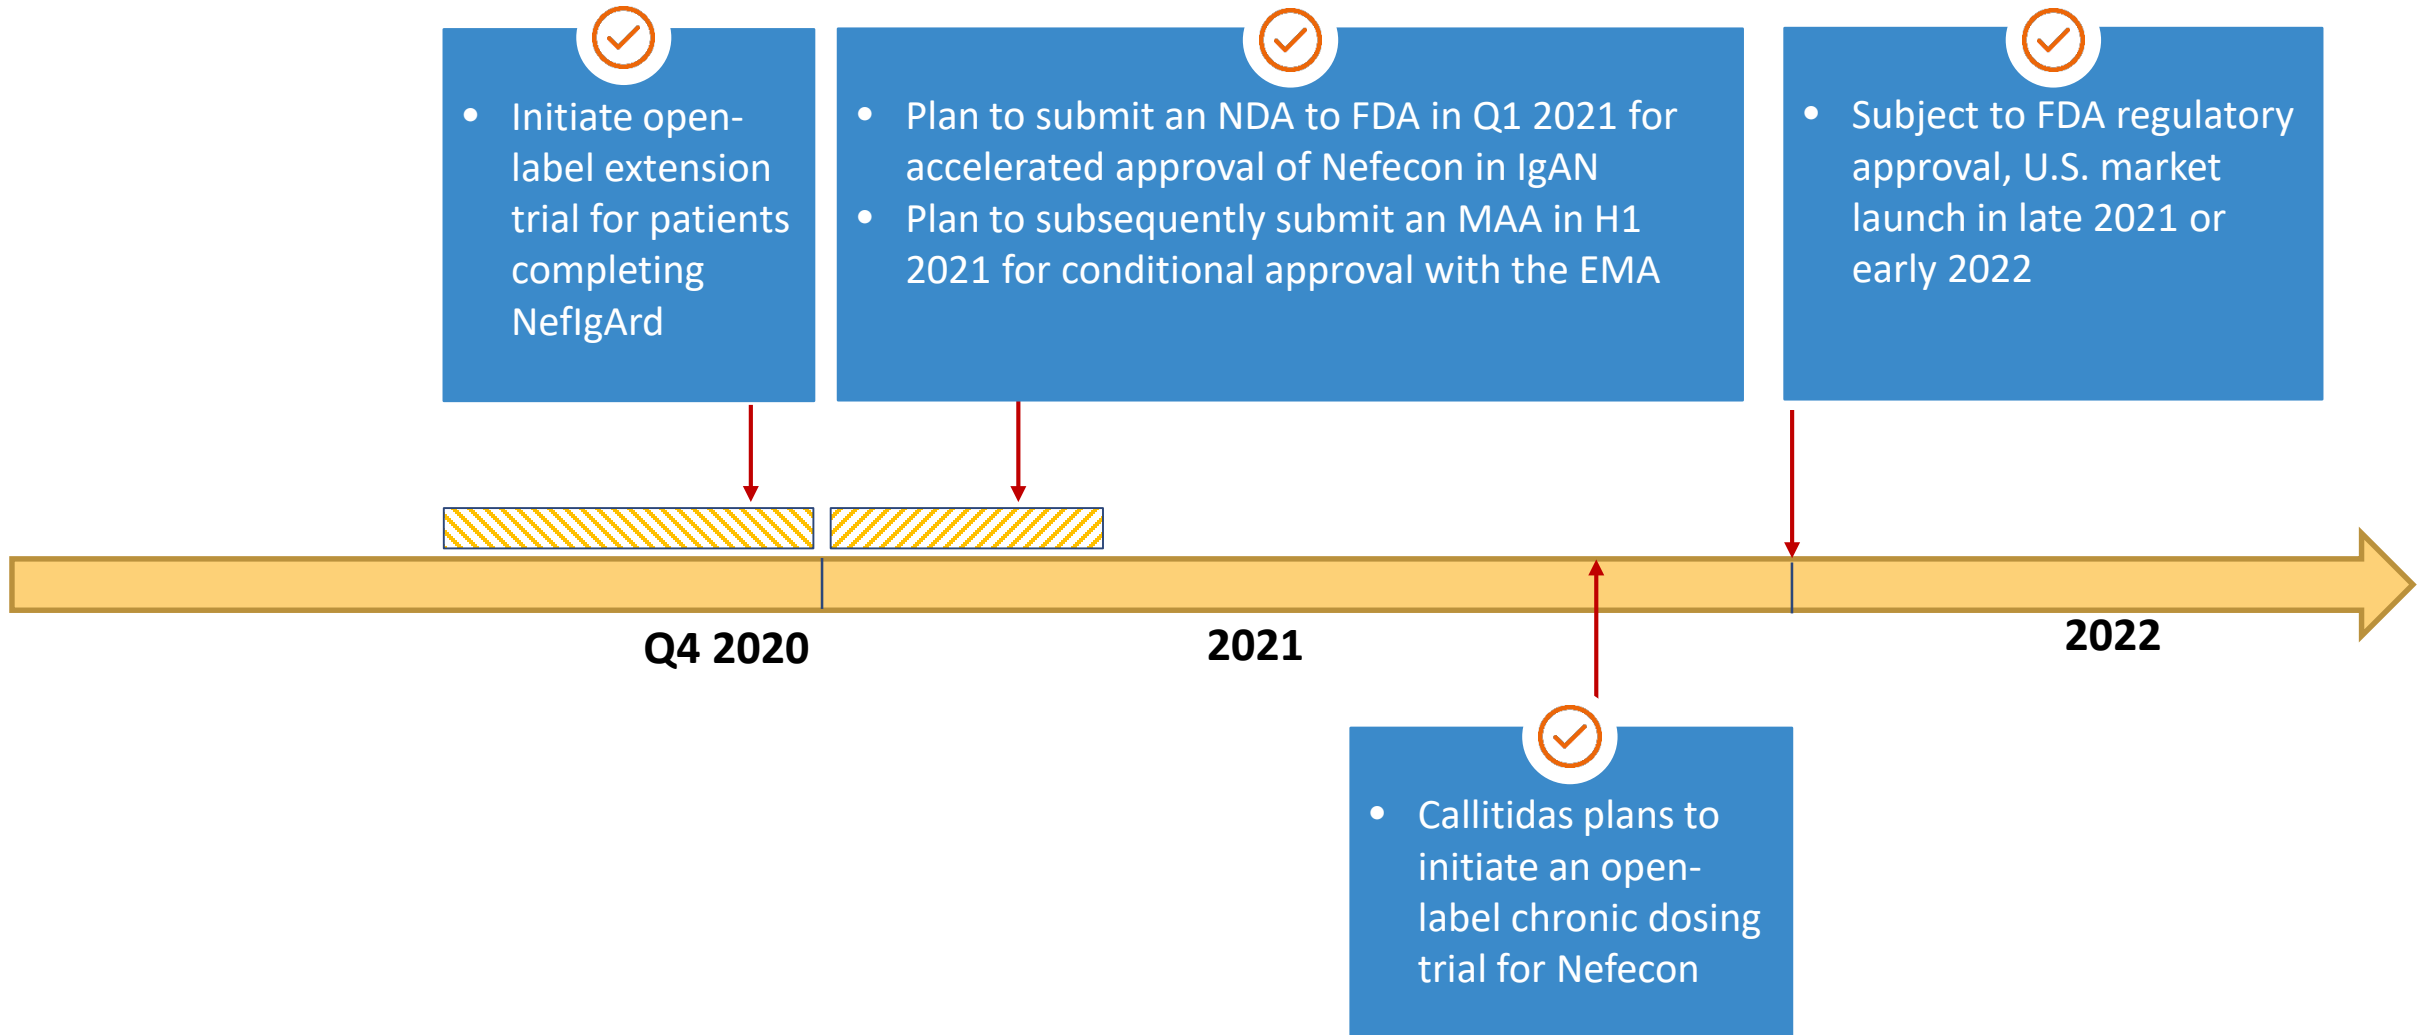 • Initiate open-
label extension
trial for patients
completing
NefIgArd
• Plan to submit an NDA to FDA in Q1 2021 for
accelerated approval of Nefecon in IgAN
• Plan to subsequently submit an MAA in H1
2021 for conditional approval with the EMA
• Subject to FDA regulatory
approval, U.S. market
launch in late 2021 or
early 2022
Q4 2020
2021
2022
• Callitidas plans to
initiate an open-
label chronic dosing
trial for Nefecon